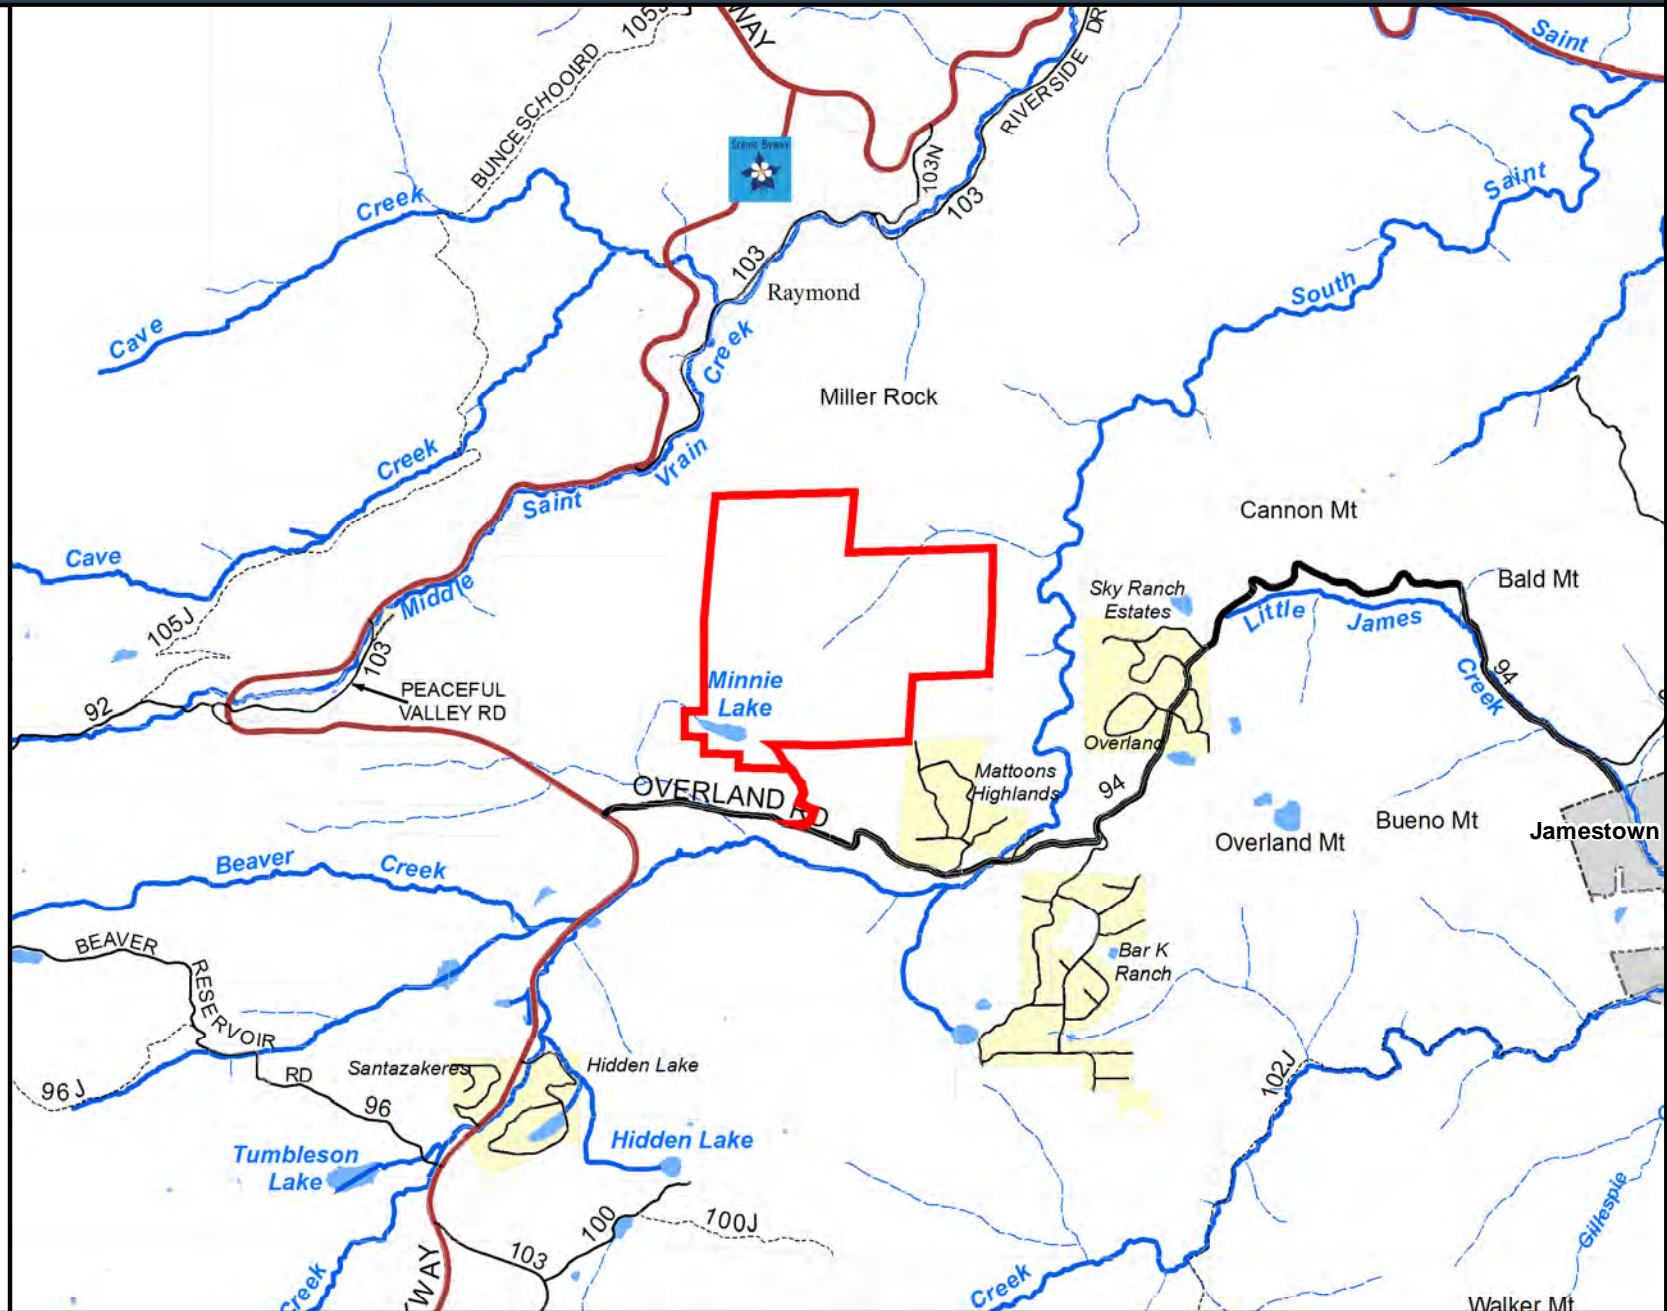 105J
WAY
DR
Saint
BUNCE SCHOOL RD
RIVERSIDE
Scenic Byway
103N
103
Saint
Creek
103
Raymond
South
Cave
Creek
Miller Rock
Creek
Vrain
Saint
Cannon Mt
Cave
Middle
Sky Ranch
Estates
Bald Mt
Little
James
105J
103
94
Creek
PEACEFUL
VALLEY RD
92
Minnie
Lake
Overland
Mattoons
Highlands
94
OVERLAND RD
Bueno Mt
Jamestown
Overland Mt
Beaver
Creek
BEAVER
RESERVOIR
RD
Bar K
Ranch
96J
Santazakeres
Hidden Lake
96
102J
Tumbleson
Lake
Hidden Lake
100
100J
103
WAY
Creek
Creek
Gillespie
Walker Mt